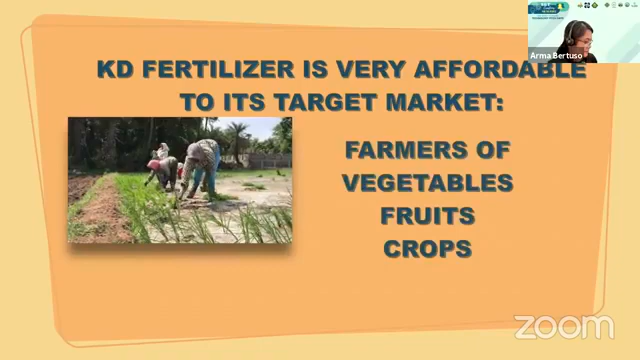 Arma Bertuso
KD FERTILIZER IS VERY AFFORDABLE
TO ITS TARGET MARKET:
FARMERS OF
VEGETABLES
FRUITS
CROPS
zoom